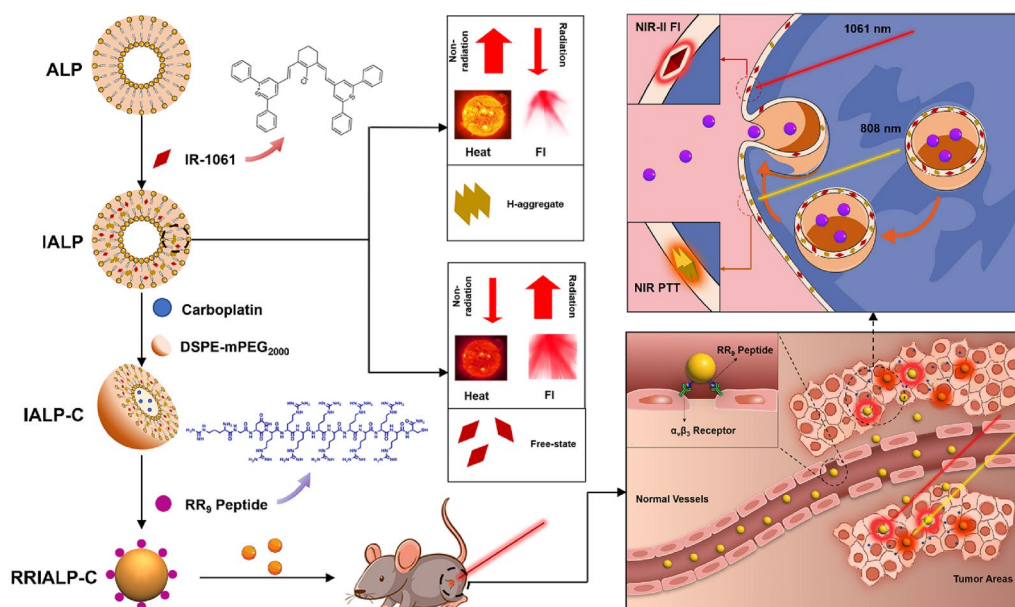 ALP
IR-1061
IALP
Carboplatin
DSPE-mPEG2000
IALP-C
RR9 Peptide
RRIALP-C
Non-radiation
Radiation
Heat
FI
H-aggregate
Non-radiation
Radiation
Heat
FI
Free-state
NIR-II FI
1061 nm
808 nm
NIR PTT
RR9 Peptide
αvβ3 Receptor
Normal Vessels
Tumor Areas